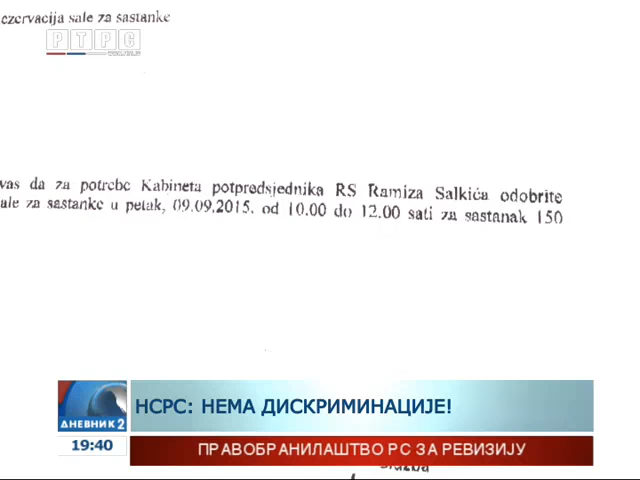 ezervacija sale za sastanke
РТРС
vas da za potrebe Kabineta potpredsjednika RS Ramiza Salkića odobrite
ale za sastanke u petak, 09.09.2015. od 10.00 do 12.00 sati za sastanak 150
НСРС: НЕМА ДИСКРИМИНАЦИЈЕ!
ДНЕВНИК 2
19:40
ПРАВОБРАНИЛАШТВО РС ЗА РЕВИЗИЈУ